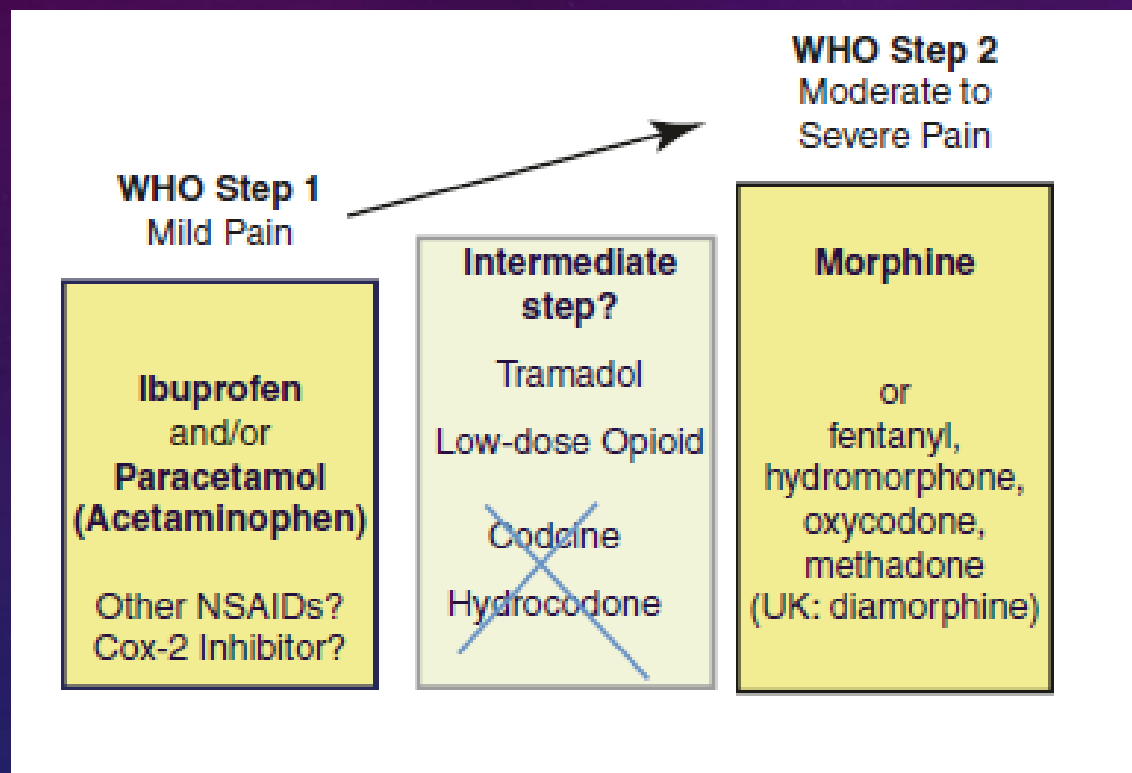 WHO Step 1
Mild Pain
Ibuprofen
and/or
Paracetamol
(Acetaminophen)
Other NSAIDs?
Cox-2 Inhibitor?
Intermediate
step?
Tramadol
Low-dose Opioid
Codeine
Hydrocodone
WHO Step 2
Moderate to
Severe Pain
Morphine
or
fentanyl,
hydromorphone,
oxycodone,
methadone
(UK: diamorphine)